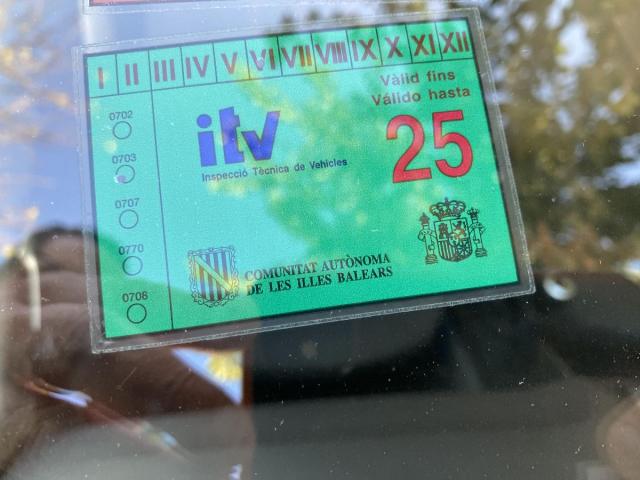 I II III IV V VI VII VIII IX X XI XII
Vàlid fins
Válido hasta
25
itv
Inspecció Tècnica de Vehicles
0702
0703
0707
0770
0706
COMUNITAT AUTÒNOMA
DE LES ILLES BALEARS